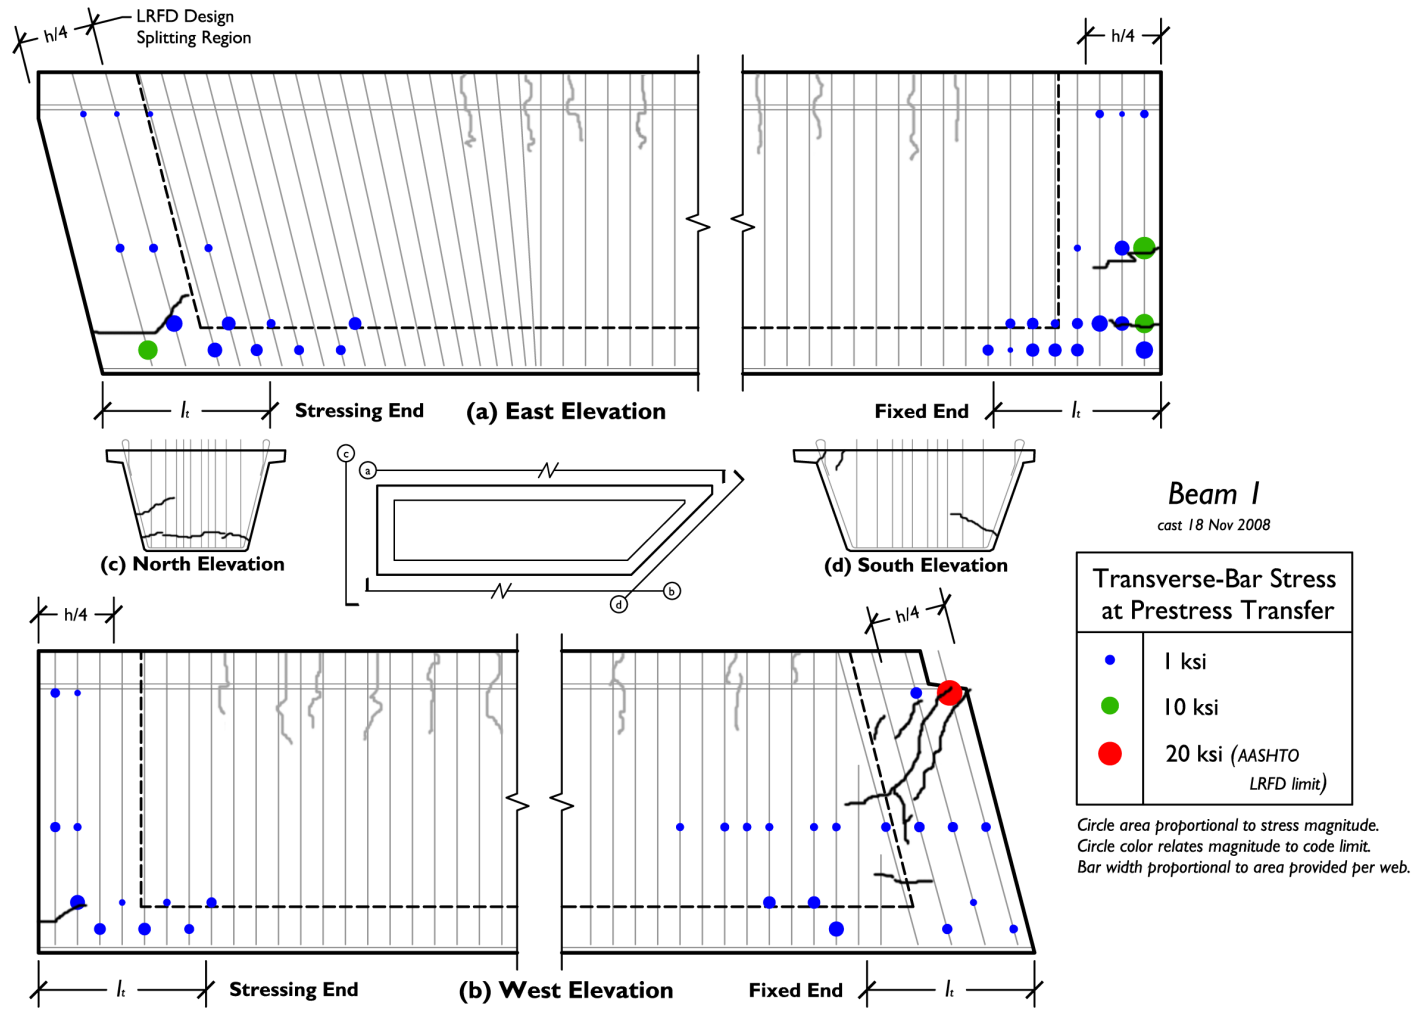 LRFD Design
Splitting Region
h/4
h/4
lt
Stressing End
(a) East Elevation
Fixed End
lt
(c) North Elevation
c
a
b
d
(d) South Elevation
Beam 1
cast 18 Nov 2008
Transverse-Bar Stress
at Prestress Transfer
1 ksi
10 ksi
20 ksi (AASHTO
LRFD limit)
Circle area proportional to stress magnitude.
Circle color relates magnitude to code limit.
Bar width proportional to area provided per web.
h/4
h/4
lt
Stressing End
(b) West Elevation
Fixed End
lt